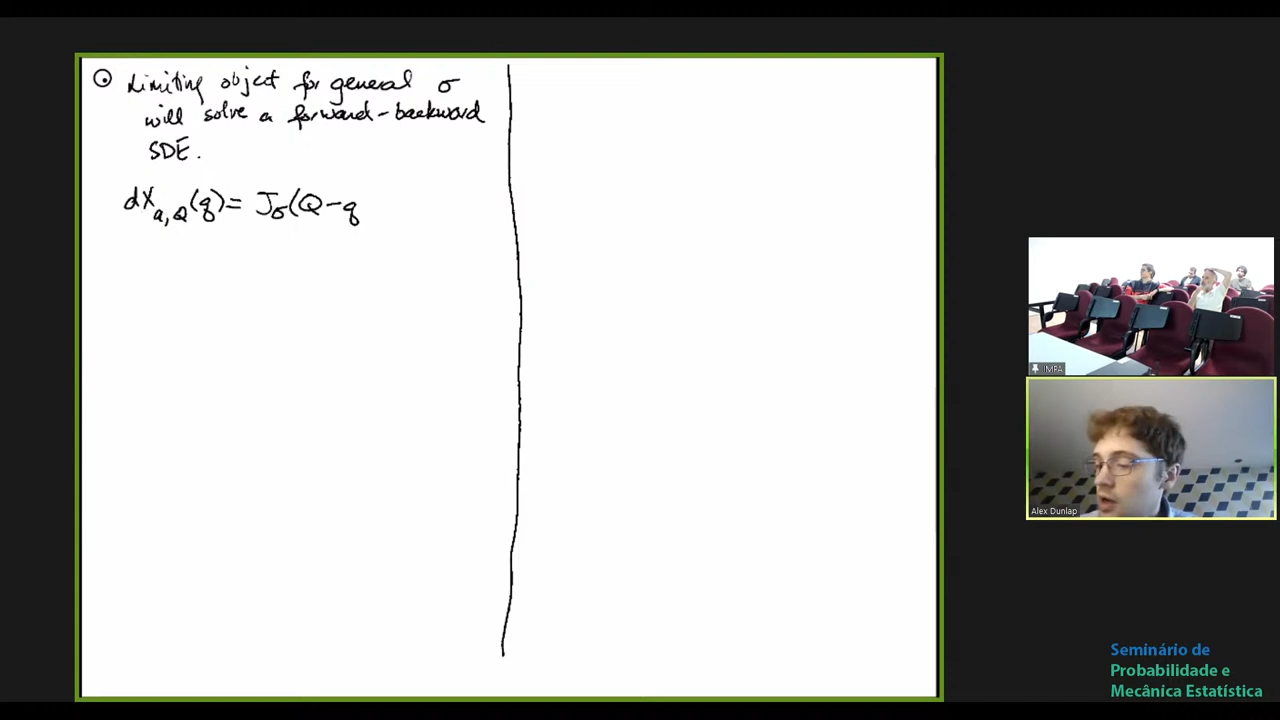 ⊙ Limiting object for general σ
will solve a forward-backward
SDE.
dX_{a,Q}(q) = J_σ(Q-q
IMPA
Alex Dunlap
Seminário de
Probabilidade e
Mecânica Estatística